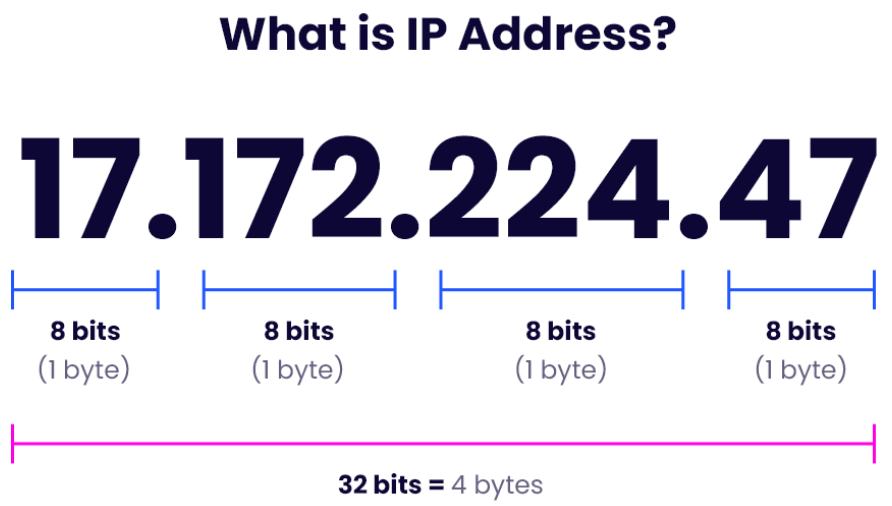 What is IP Address?
17.172.224.47
8 bits 8 bits 8 bits 8 bits
(1 byte) (1 byte) (1 byte) (1 byte)
32 bits = 4 bytes